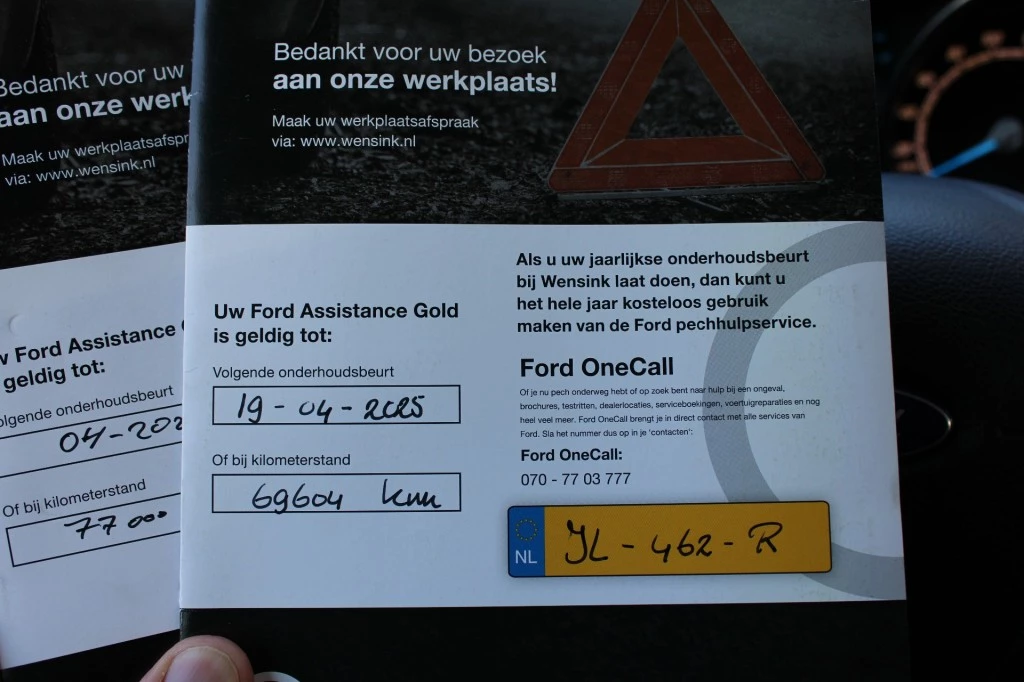 Bedankt voor uw
aan onze werk
Maak uw werkplaatsafspr
via: www.wensink.nl
w Ford Assistance G
geldig tot:
olgende onderhoudsbeurt
04-202
Of bij kilometerstand
77000
Bedankt voor uw bezoek
aan onze werkplaats!
Maak uw werkplaatsafspraak
via: www.wensink.nl
Uw Ford Assistance Gold
is geldig tot:
Volgende onderhoudsbeurt
19-04-2025
Of bij kilometerstand
69604 km
Als u uw jaarlijkse onderhoudsbeurt
bij Wensink laat doen, dan kunt u
het hele jaar kosteloos gebruik
maken van de Ford pechhulpservice.
Ford OneCall
Of je nu pech onderweg hebt of op zoek bent naar hulp bij een ongeval,
brochures, testritten, dealerlocaties, serviceboekingen, voertuigreparaties en nog
heel veel meer. Ford OneCall brengt je in direct contact met alle services van
Ford. Sla het nummer dus op in je 'contacten':
Ford OneCall:
070 - 77 03 777
NL JL-462-R